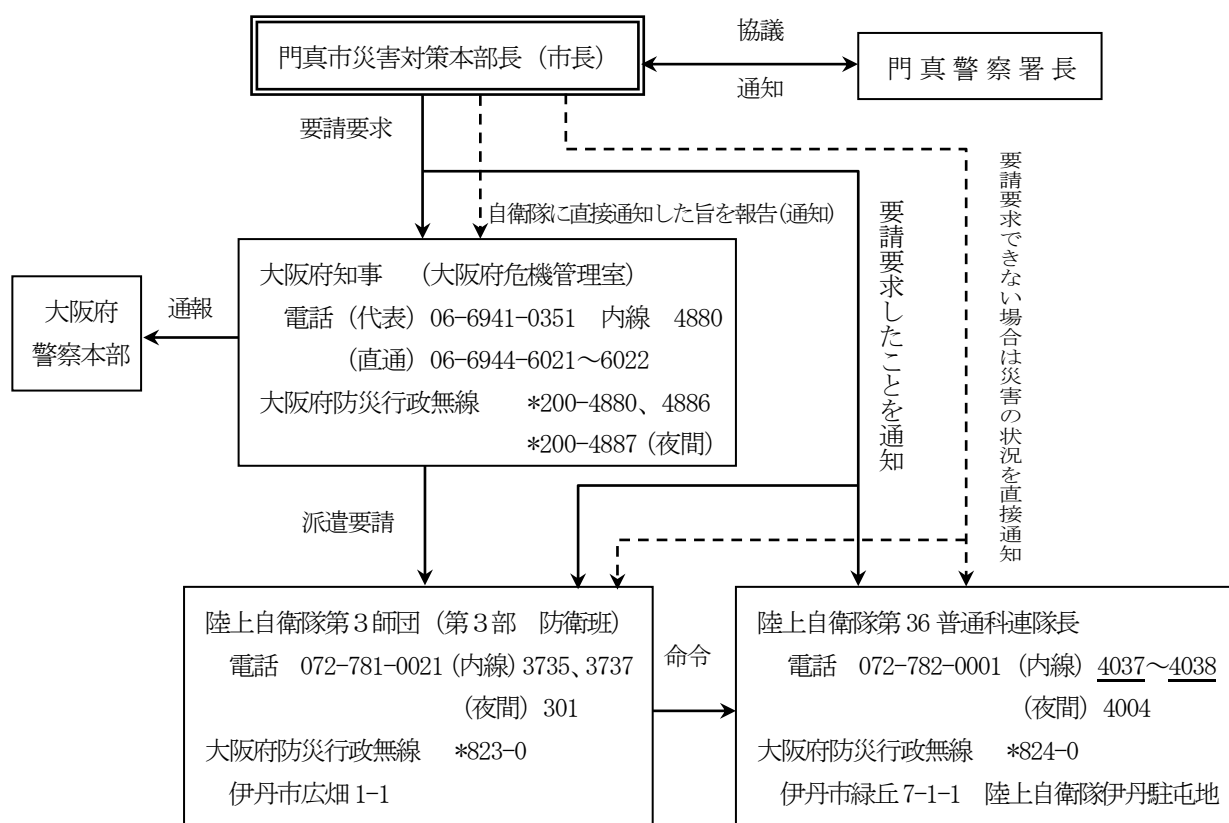 門真市災害対策本部長（市長）
協議
通知
門真警察署長
要請要求
自衛隊に直接通知した旨を報告(通知)
要請要求したことを通知
要請要求できない場合は災害の状況を直接通知
大阪府知事　（大阪府危機管理室）
電話（代表）06-6941-0351　内線　4880
（直通）06-6944-6021～6022
大阪府防災行政無線　*200-4880、4886
*200-4887（夜間）
通報
大阪府
警察本部
派遣要請
陸上自衛隊第３師団（第３部　防衛班）
電話　072-781-0021（内線）3735、3737
（夜間）301
大阪府防災行政無線　*823-0
伊丹市広畑 1-1
命令
陸上自衛隊第 36 普通科連隊長
電話　072-782-0001（内線）4037～4038
（夜間）4004
大阪府防災行政無線　*824-0
伊丹市緑丘 7-1-1　陸上自衛隊伊丹駐屯地